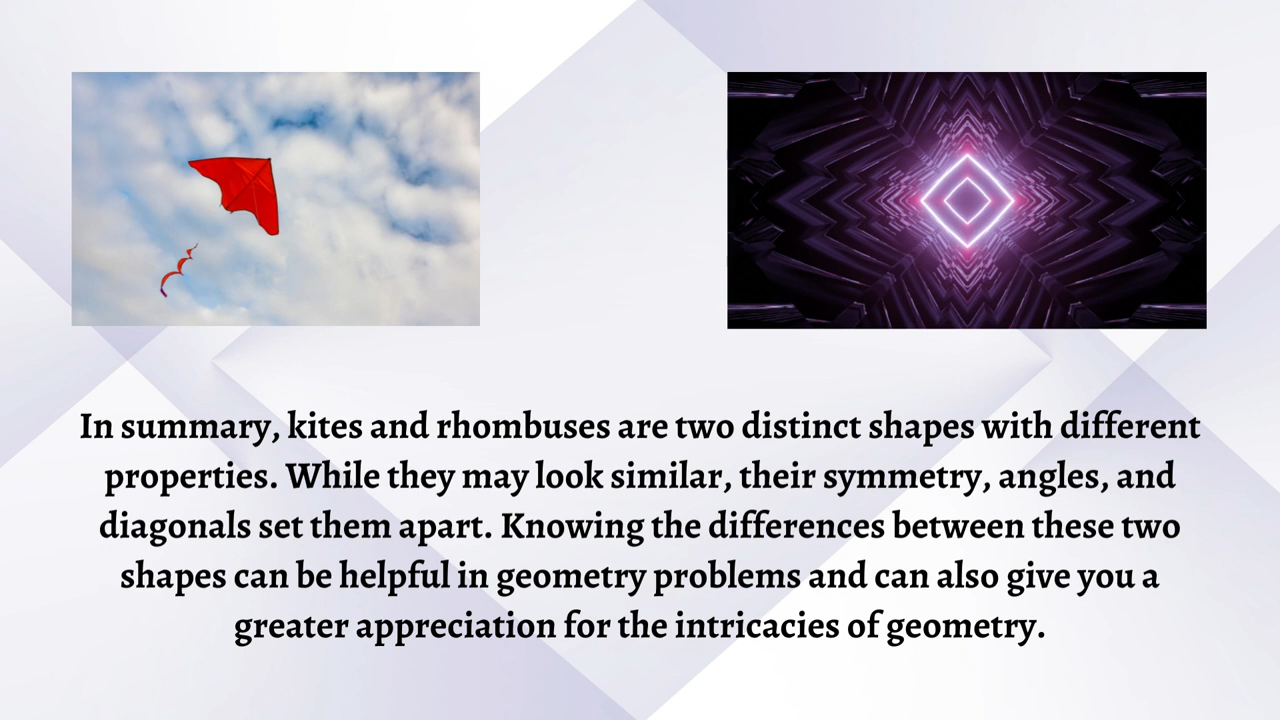 In summary, kites and rhombuses are two distinct shapes with different
properties. While they may look similar, their symmetry, angles, and
diagonals set them apart. Knowing the differences between these two
shapes can be helpful in geometry problems and can also give you a
greater appreciation for the intricacies of geometry.